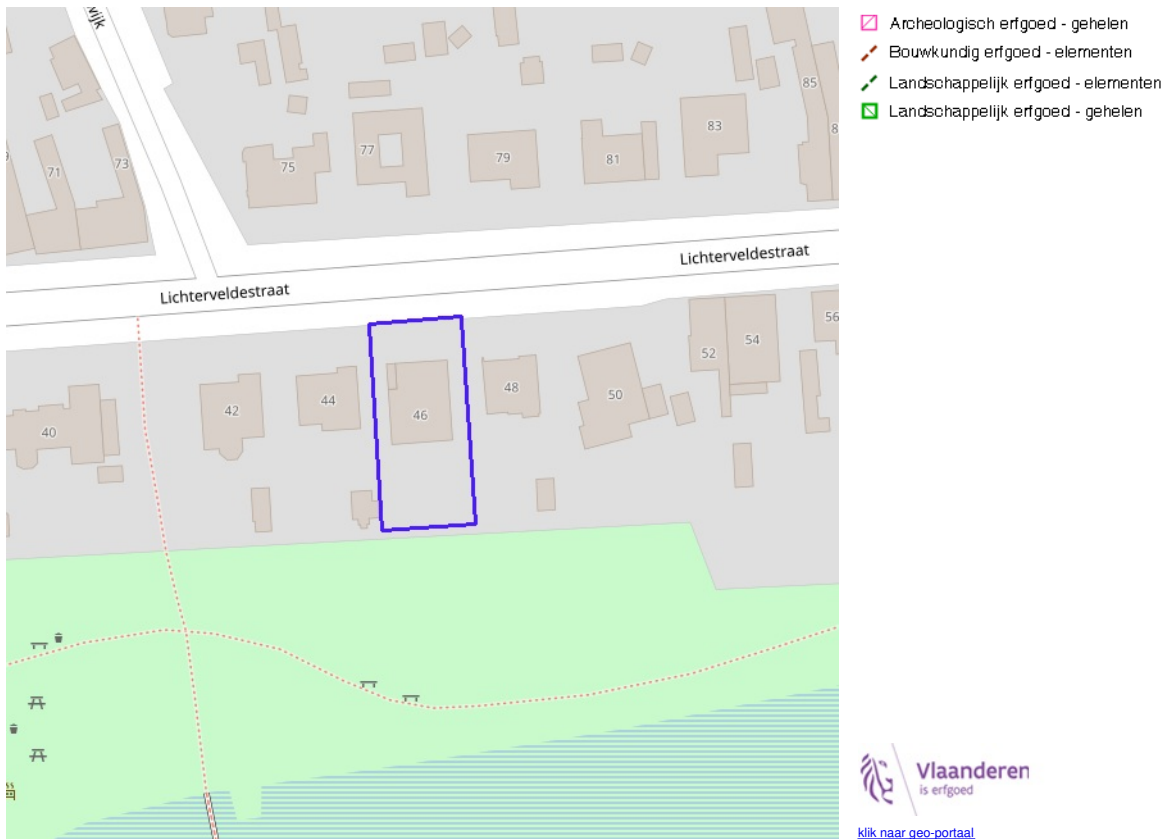 wijk
Archeologisch erfgoed - gehelen
Bouwkundig erfgoed - elementen
Landschappelijk erfgoed - elementen
Landschappelijk erfgoed - gehelen
85
83
77
79
81
75
73
71
Lichterveldestraat
Lichterveldestraat
56
54
52
50
48
46
44
42
40
Vlaanderen
is erfgoed
klik naar geo-portaal